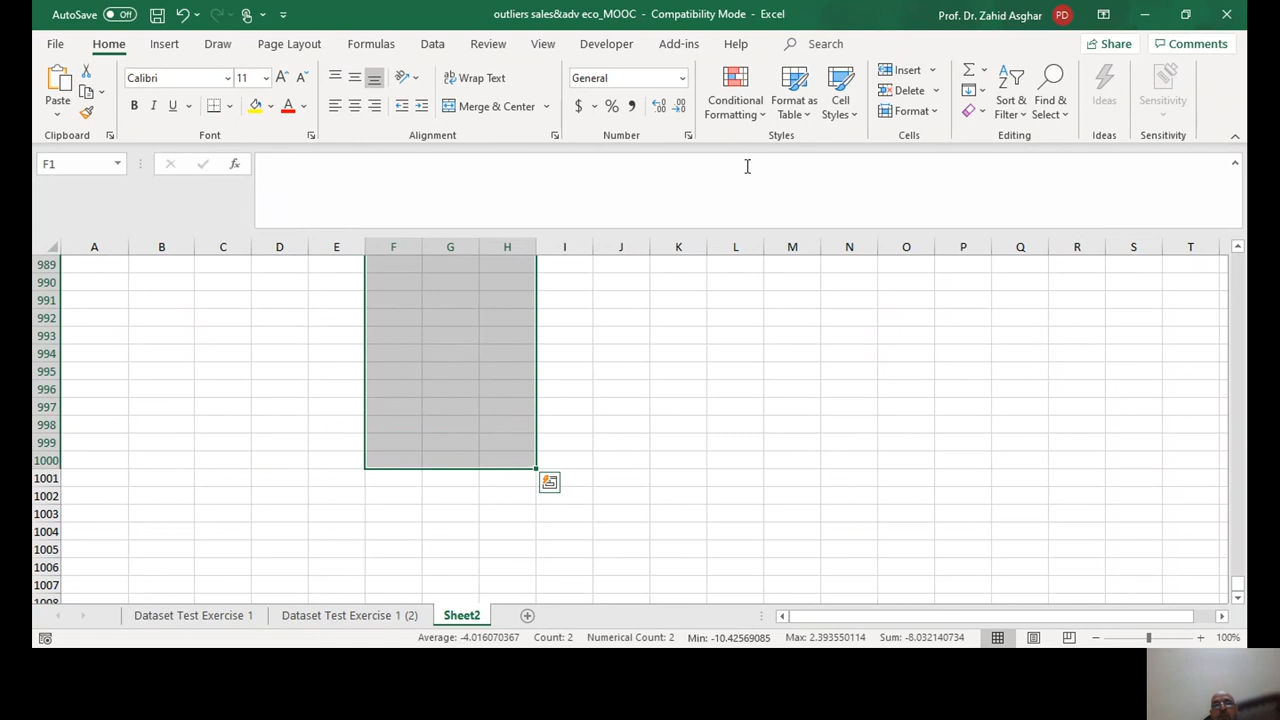 AutoSave Off outliers sales&adv eco_MOOC - Compatibility Mode - Excel Prof. Dr. Zahid Asghar PD
File Home Insert Draw Page Layout Formulas Data Review View Developer Add-ins Help Search Share Comments
Paste Calibri 11 Wrap Text General Conditional Formatting Format as Table Cell Styles Insert Sort & Filter Find & Select Ideas Sensitivity
B I U A Merge & Center $ % Delete
Format
Clipboard Font Alignment Number Styles Cells Editing Ideas Sensitivity
F1 fx
A B C D E F G H I J K L M N O P Q R S T
989
990
991
992
993
994
995
996
997
998
999
1000
1001
1002
1003
1004
1005
1006
1007
1008
Dataset Test Exercise 1 Dataset Test Exercise 1 (2) Sheet2
Average: -4.016070367 Count: 2 Numerical Count: 2 Min: -10.42569085 Max: 2.393550114 Sum: -8.032140734 100%